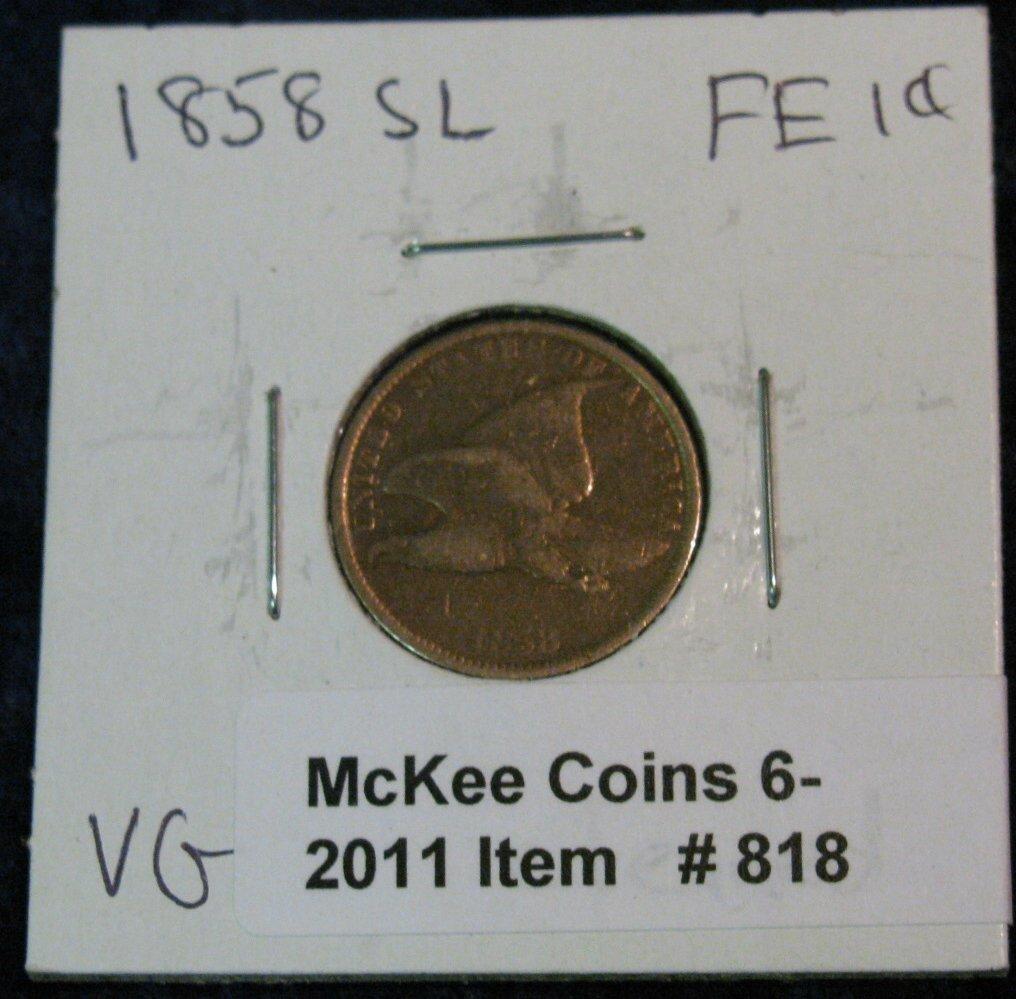 1858 SL FE 1¢
UNITED STATES OF AMERICA
1858
VG
McKee Coins 6-
2011 Item # 818